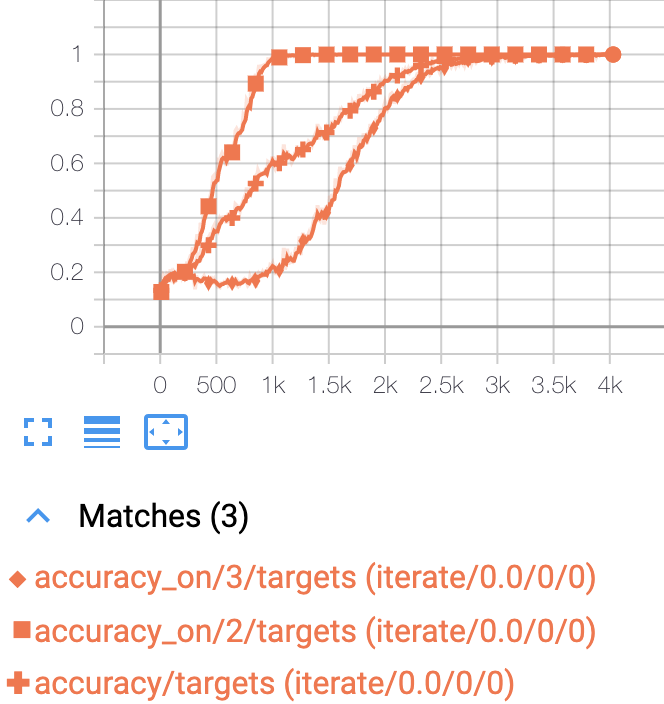 1
0.8
0.6
0.4
0.2
0
0 500 1k 1.5k 2k 2.5k 3k 3.5k 4k
Matches (3)
accuracy_on/3/targets (iterate/0.0/0/0)
accuracy_on/2/targets (iterate/0.0/0/0)
accuracy/targets (iterate/0.0/0/0)